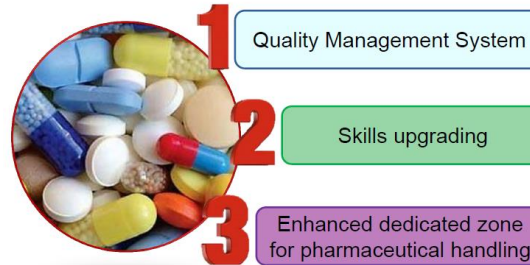 1
Quality Management System
2
Skills upgrading
3
Enhanced dedicated zone
for pharmaceutical handling